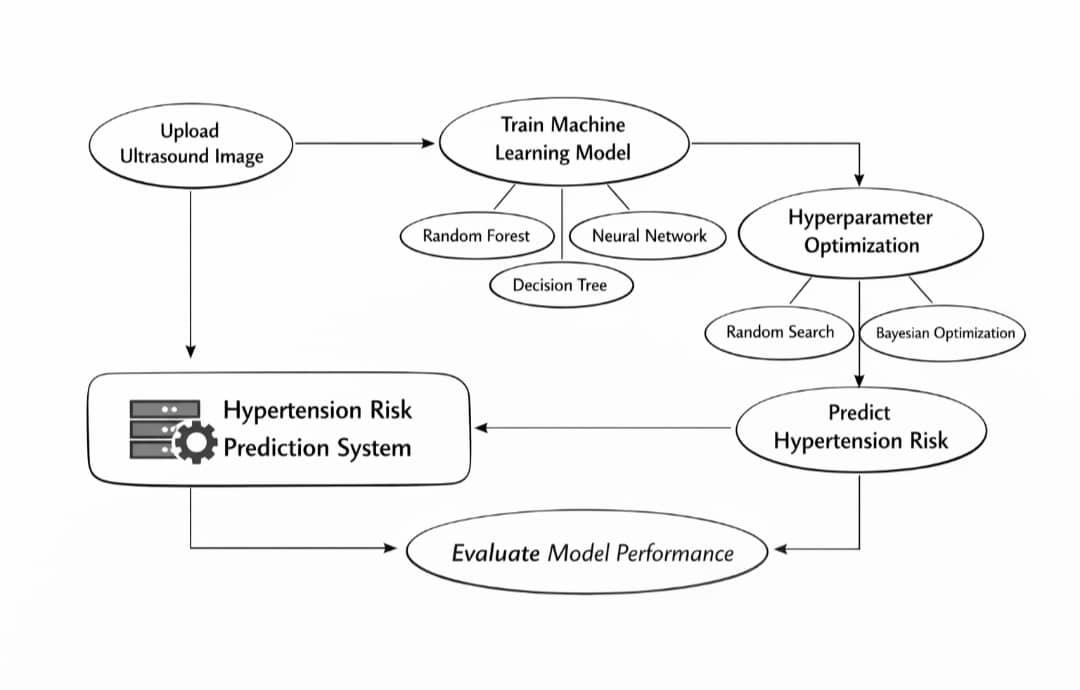 Upload
Ultrasound Image
Train Machine
Learning Model
Random Forest
Neural Network
Decision Tree
Hyperparameter
Optimization
Random Search
Bayesian Optimization
Hypertension Risk
Prediction System
Predict
Hypertension Risk
Evaluate Model Performance